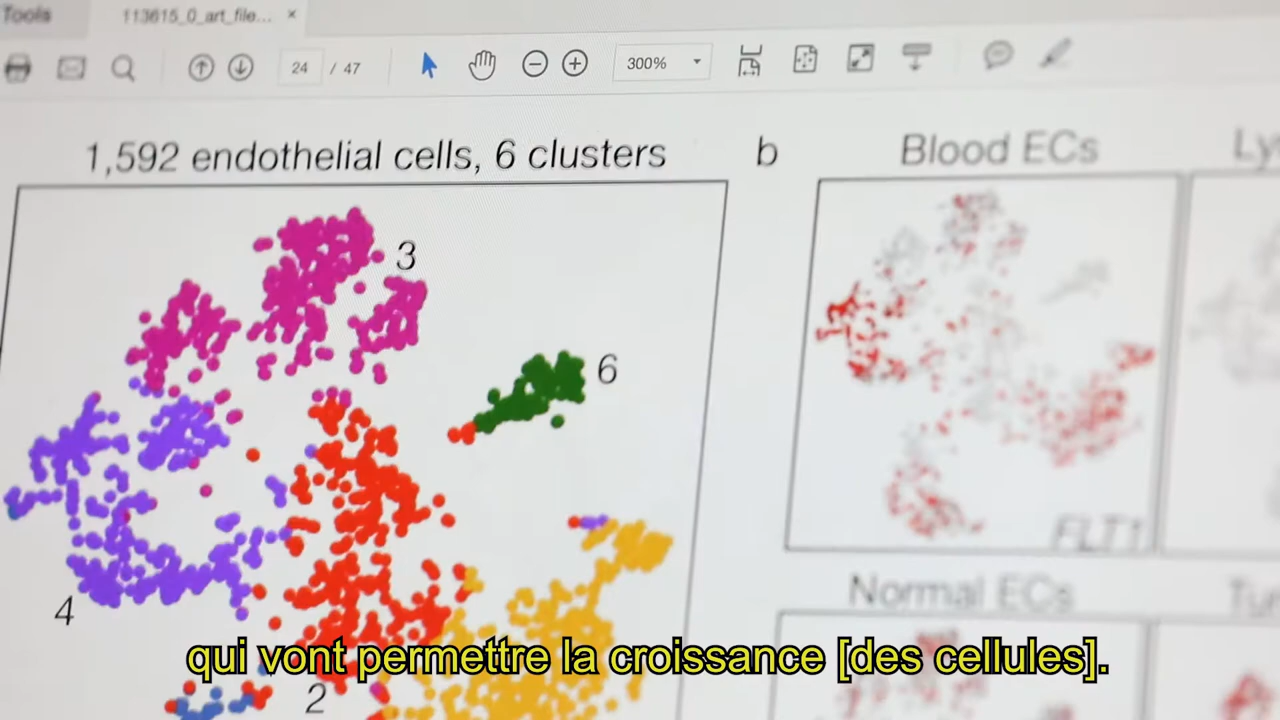 Tools
113615_0_art_file... ×
24 / 47
300%
1,592 endothelial cells, 6 clusters
b
Blood ECs
3
6
FLT1
4
Normal ECs
2
qui vont permettre la croissance [des cellules].